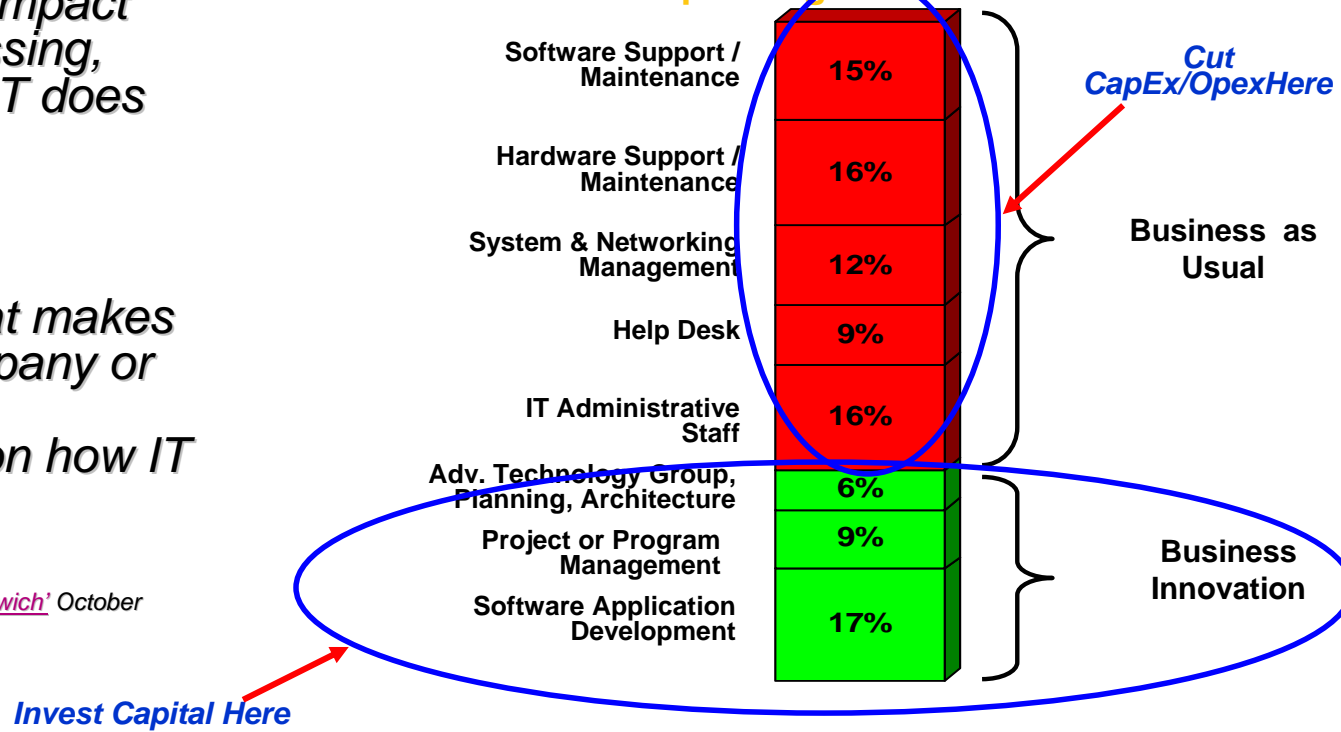 mpact
ssing,
T does
at makes
pany or
on how IT
wich' October
Software Support /
Maintenance
15%
Hardware Support /
Maintenance
16%
System & Networking
Management
12%
Help Desk
9%
IT Administrative
Staff
16%
Adv. Technology Group,
Planning, Architecture
6%
Project or Program
Management
9%
Software Application
Development
17%
Cut
CapEx/OpexHere
Business as
Usual
Business
Innovation
Invest Capital Here